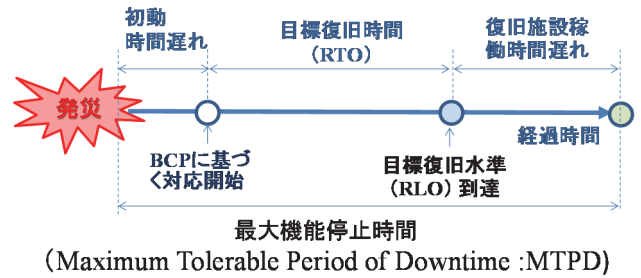 初動
時間遅れ
目標復旧時間
（RTO）
復旧施設稼
働時間遅れ
発災
経過時間
BCPに基づ
く対応開始
目標復旧水準
（RLO）到達
最大機能停止時間
（Maximum Tolerable Period of Downtime :MTPD)